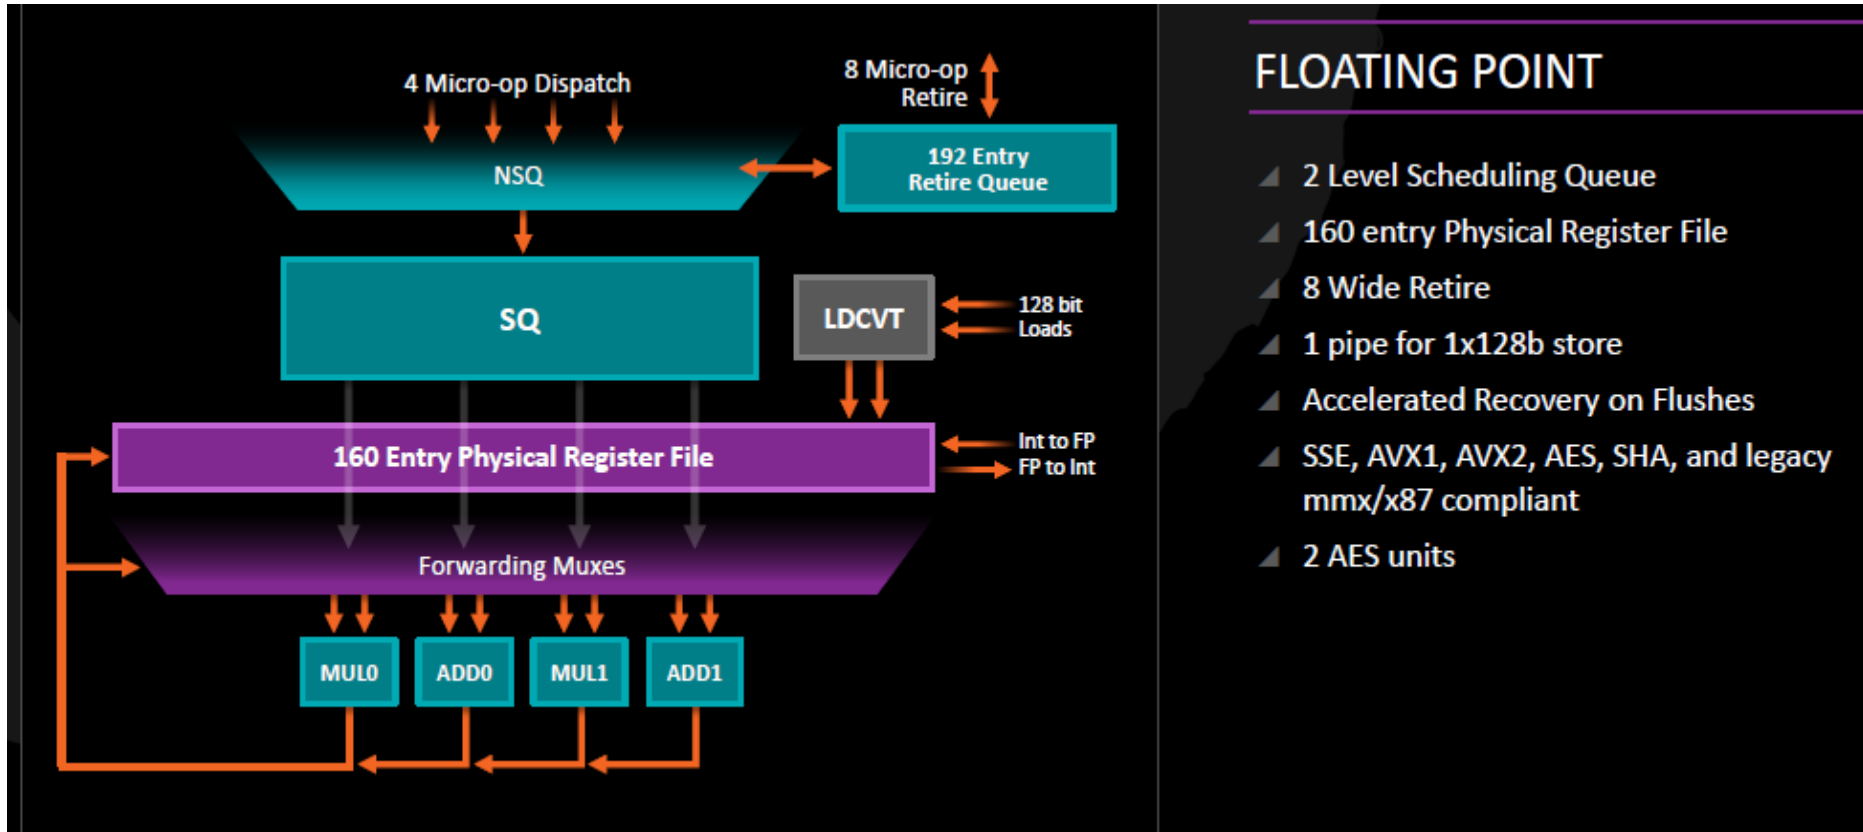 4 Micro-op Dispatch
8 Micro-op
Retire
NSQ
192 Entry
Retire Queue
SQ
LDCVT
128 bit
Loads
160 Entry Physical Register File
Int to FP
FP to Int
Forwarding Muxes
MUL0
ADD0
MUL1
ADD1
FLOATING POINT
2 Level Scheduling Queue
160 entry Physical Register File
8 Wide Retire
1 pipe for 1x128b store
Accelerated Recovery on Flushes
SSE, AVX1, AVX2, AES, SHA, and legacy
mmx/x87 compliant
2 AES units